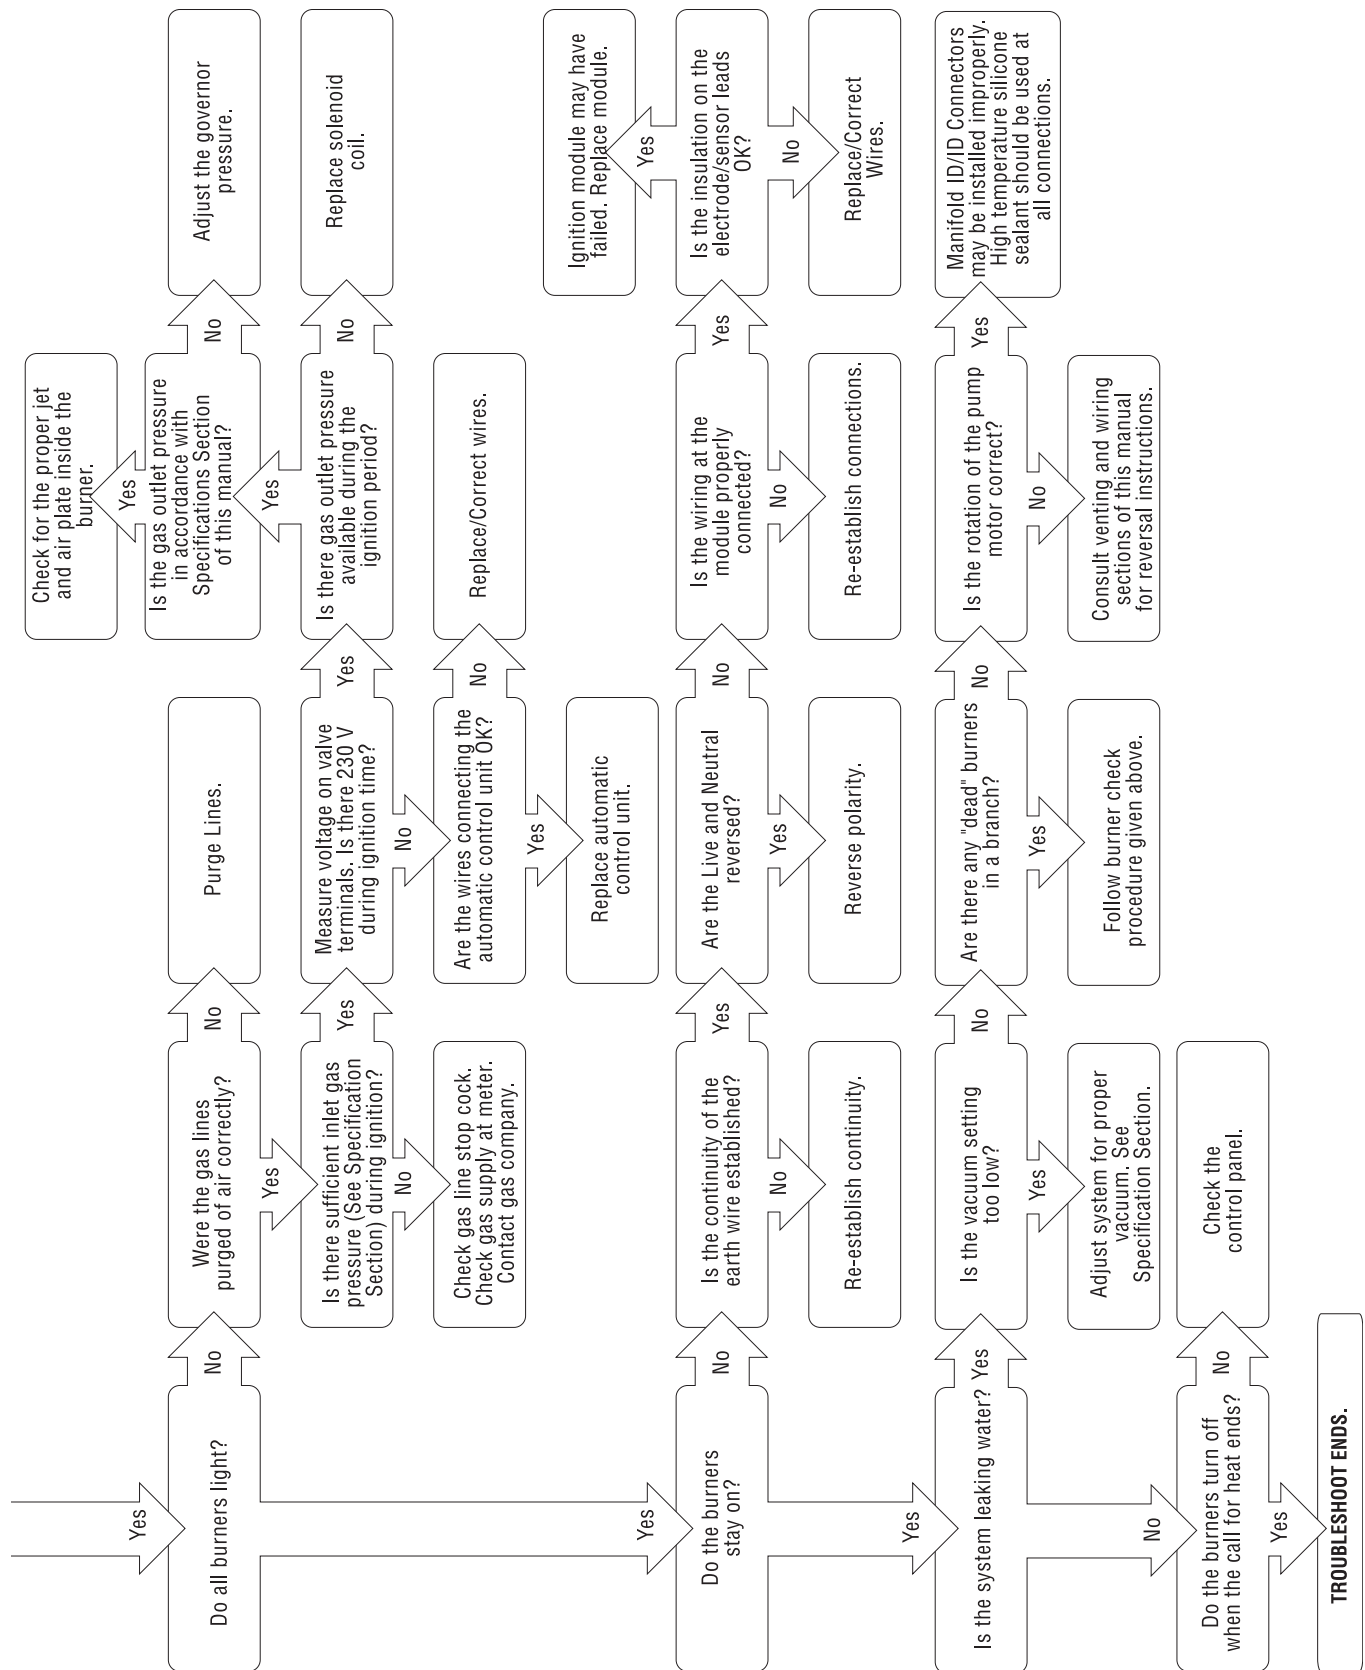 Yes
Do all burners light?
No
Were the gas lines
purged of air correctly?
No
Purge Lines.
Yes
Is there sufficient inlet gas
pressure (See Specification
Section) during ignition?
No
Check gas line stop cock.
Check gas supply at meter.
Contact gas company.
Yes
Measure voltage on valve
terminals. Is there 230 V
during ignition time?
No
Are the wires connecting the
automatic control unit OK?
No
Replace/Correct wires.
Yes
Replace automatic
control unit.
Yes
Is there gas outlet pressure
available during the
ignition period?
No
Replace solenoid
coil.
Yes
Is the gas outlet pressure
in accordance with
Specifications Section
of this manual?
No
Adjust the governor
pressure.
Yes
Check for the proper jet
and air plate inside the
burner.
Yes
Do the burners
stay on?
No
Is the continuity of the
earth wire established?
No
Re-establish continuity.
Yes
Are the Live and Neutral
reversed?
Yes
Reverse polarity.
No
Is the wiring at the
module properly
connected?
No
Re-establish connections.
Yes
Is the insulation on the
electrode/sensor leads
OK?
Yes
Ignition module may have
failed. Replace module.
No
Replace/Correct
Wires.
Yes
Is the system leaking water?
Yes
Is the vacuum setting
too low?
Yes
Adjust system for proper
vacuum. See
Specification Section.
No
Are there any "dead" burners
in a branch?
Yes
Follow burner check
procedure given above.
No
Is the rotation of the pump
motor correct?
No
Consult venting and wiring
sections of this manual
for reversal instructions.
Yes
Manifold ID/ID Connectors
may be installed improperly.
High temperature silicone
sealant should be used at
all connections.
No
Do the burners turn off
when the call for heat ends?
No
Check the
control panel.
Yes
TROUBLESHOOT ENDS.